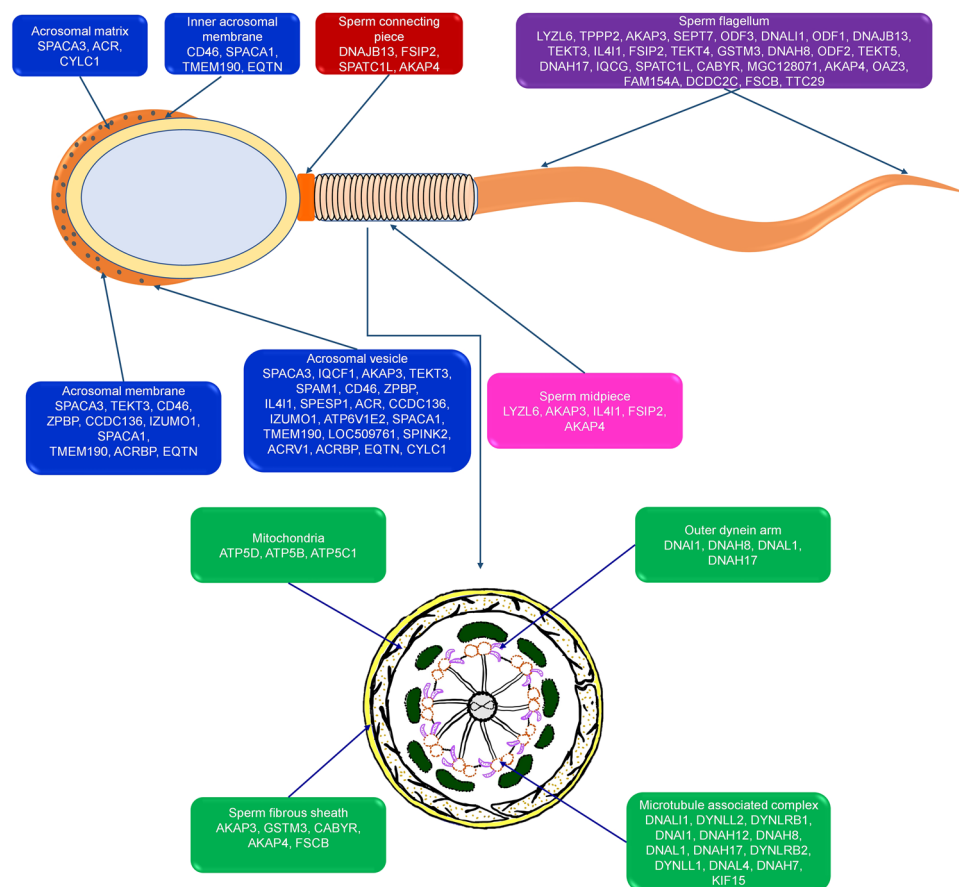 Acrosomal matrix
SPACA3, ACR,
CYLC1
Inner acrosomal
membrane
CD46, SPACA1,
TMEM190, EQTN
Sperm connecting
piece
DNAJB13, FSIP2,
SPATC1L, AKAP4
Sperm flagellum
LYZL6, TPPP2, AKAP3, SEPT7, ODF3, DNALI1, ODF1, DNAJB13,
TEKT3, IL4I1, FSIP2, TEKT4, GSTM3, DNAH8, ODF2, TEKT5,
DNAH17, IQCG, SPATC1L, CABYR, MGC128071, AKAP4, OAZ3,
FAM154A, DCDC2C, FSCB, TTC29
Acrosomal membrane
SPACA3, TEKT3, CD46,
ZPBP, CCDC136, IZUMO1,
SPACA1,
TMEM190, ACRBP, EQTN
Acrosomal vesicle
SPACA3, IQCF1, AKAP3, TEKT3,
SPAM1, CD46, ZPBP,
IL4I1, SPESP1, ACR, CCDC136,
IZUMO1, ATP6V1E2, SPACA1,
TMEM190, LOC509761, SPINK2,
ACRV1, ACRBP, EQTN, CYLC1
Sperm midpiece
LYZL6, AKAP3, IL4I1, FSIP2,
AKAP4
Mitochondria
ATP5D, ATP5B, ATP5C1
Outer dynein arm
DNAI1, DNAH8, DNAL1,
DNAH17
Sperm fibrous sheath
AKAP3, GSTM3, CABYR,
AKAP4, FSCB
Microtubule associated complex
DNALI1, DYNLL2, DYNLRB1,
DNAI1, DNAH12, DNAH8,
DNAL1, DNAH17, DYNLRB2,
DYNLL1, DNAL4, DNAH7,
KIF15